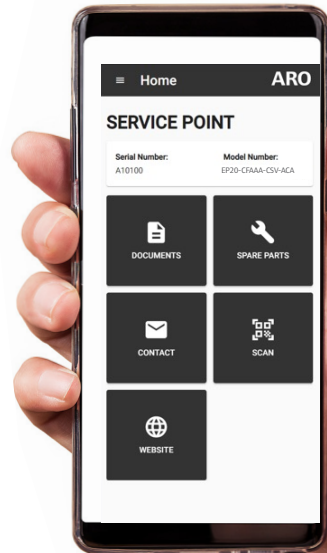 ≡ Home ARO
SERVICE POINT
Serial Number: Model Number:
A10100 EP20-CFAAA-CSV-ACA
DOCUMENTS SPARE PARTS
CONTACT SCAN
WEBSITE